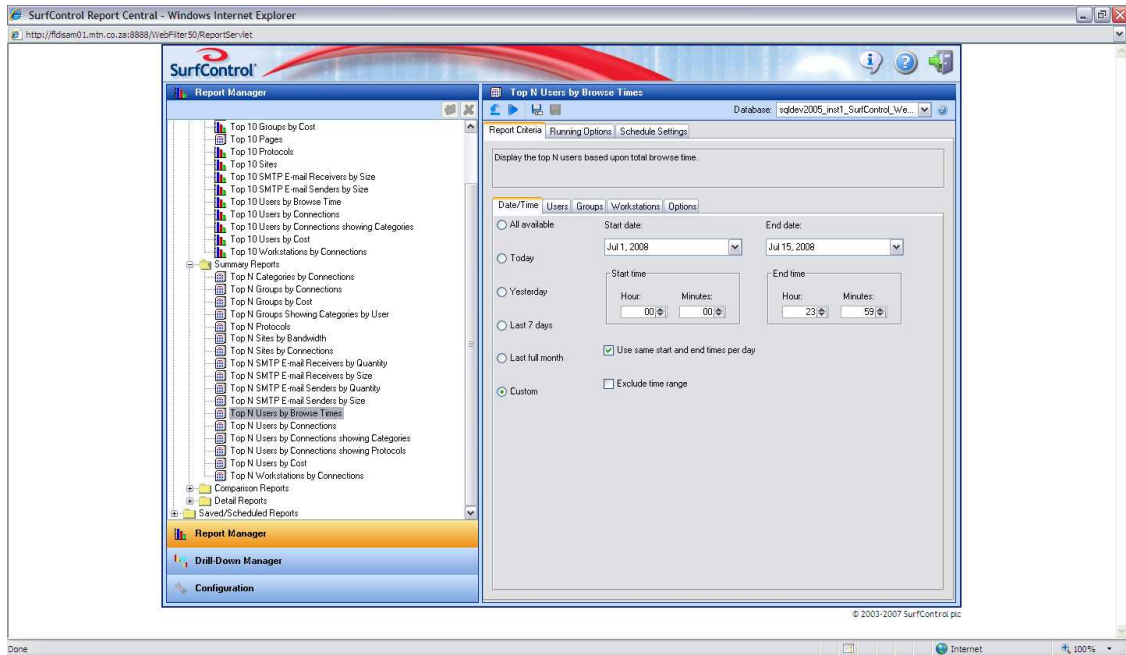 SurfControl Report Central - Windows Internet Explorer
http://fldisam01.mtn.co.za:8888/WebFilter50/ReportServlet
SurfControl
Report Manager
Top 10 Groups by Cost
Top 10 Pages
Top 10 Protocols
Top 10 Sites
Top 10 SMTP E-mail Receivers by Size
Top 10 SMTP E-mail Senders by Size
Top 10 Users by Browse Time
Top 10 Users by Connections
Top 10 Users by Connections showing Categories
Top 10 Users by Cost
Top 10 Workstations by Connections
Summary Reports
Top N Categories by Connections
Top N Groups by Connections
Top N Groups by Cost
Top N Groups Showing Categories by User
Top N Protocols
Top N Sites by Bandwidth
Top N Sites by Connections
Top N SMTP E-mail Receivers by Quantity
Top N SMTP E-mail Receivers by Size
Top N SMTP E-mail Senders by Quantity
Top N SMTP E-mail Senders by Size
Top N Users by Browse Times
Top N Users by Connections
Top N Users by Connections showing Categories
Top N Users by Connections showing Protocols
Top N Users by Cost
Top N Workstations by Connections
Comparison Reports
Detail Reports
Saved/Scheduled Reports
Report Manager
Drill-Down Manager
Configuration
Top N Users by Browse Times
Database: sqldev2005_inst1_SurfControl_We...
Report Criteria Running Options Schedule Settings
Display the top N users based upon total browse time.
Date/Time Users Groups Workstations Options
All available Start date: End date:
Jul 1, 2008 Jul 15, 2008
Today
Start time End time
Yesterday Hour: Minutes: Hour: Minutes:
00 00 23 59
Last 7 days
Last full month Use same start and end times per day
Custom Exclude time range
© 2003-2007 SurfControl plc
Done Internet 100%